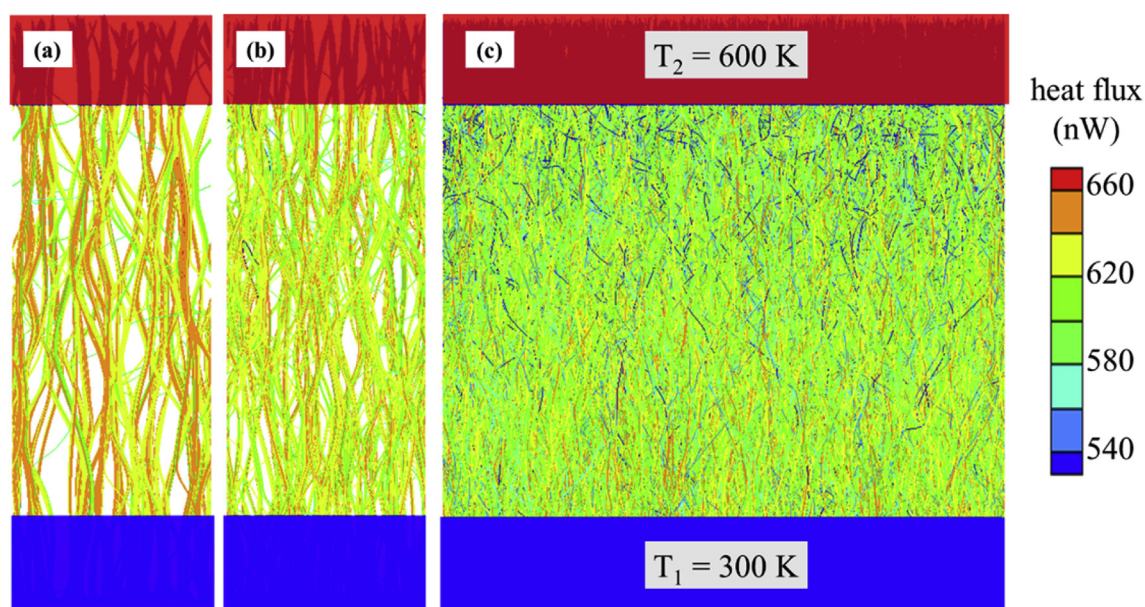 (a)
(b)
(c)
T₂ = 600 K
heat flux
(nW)
660
620
580
540
T₁ = 300 K